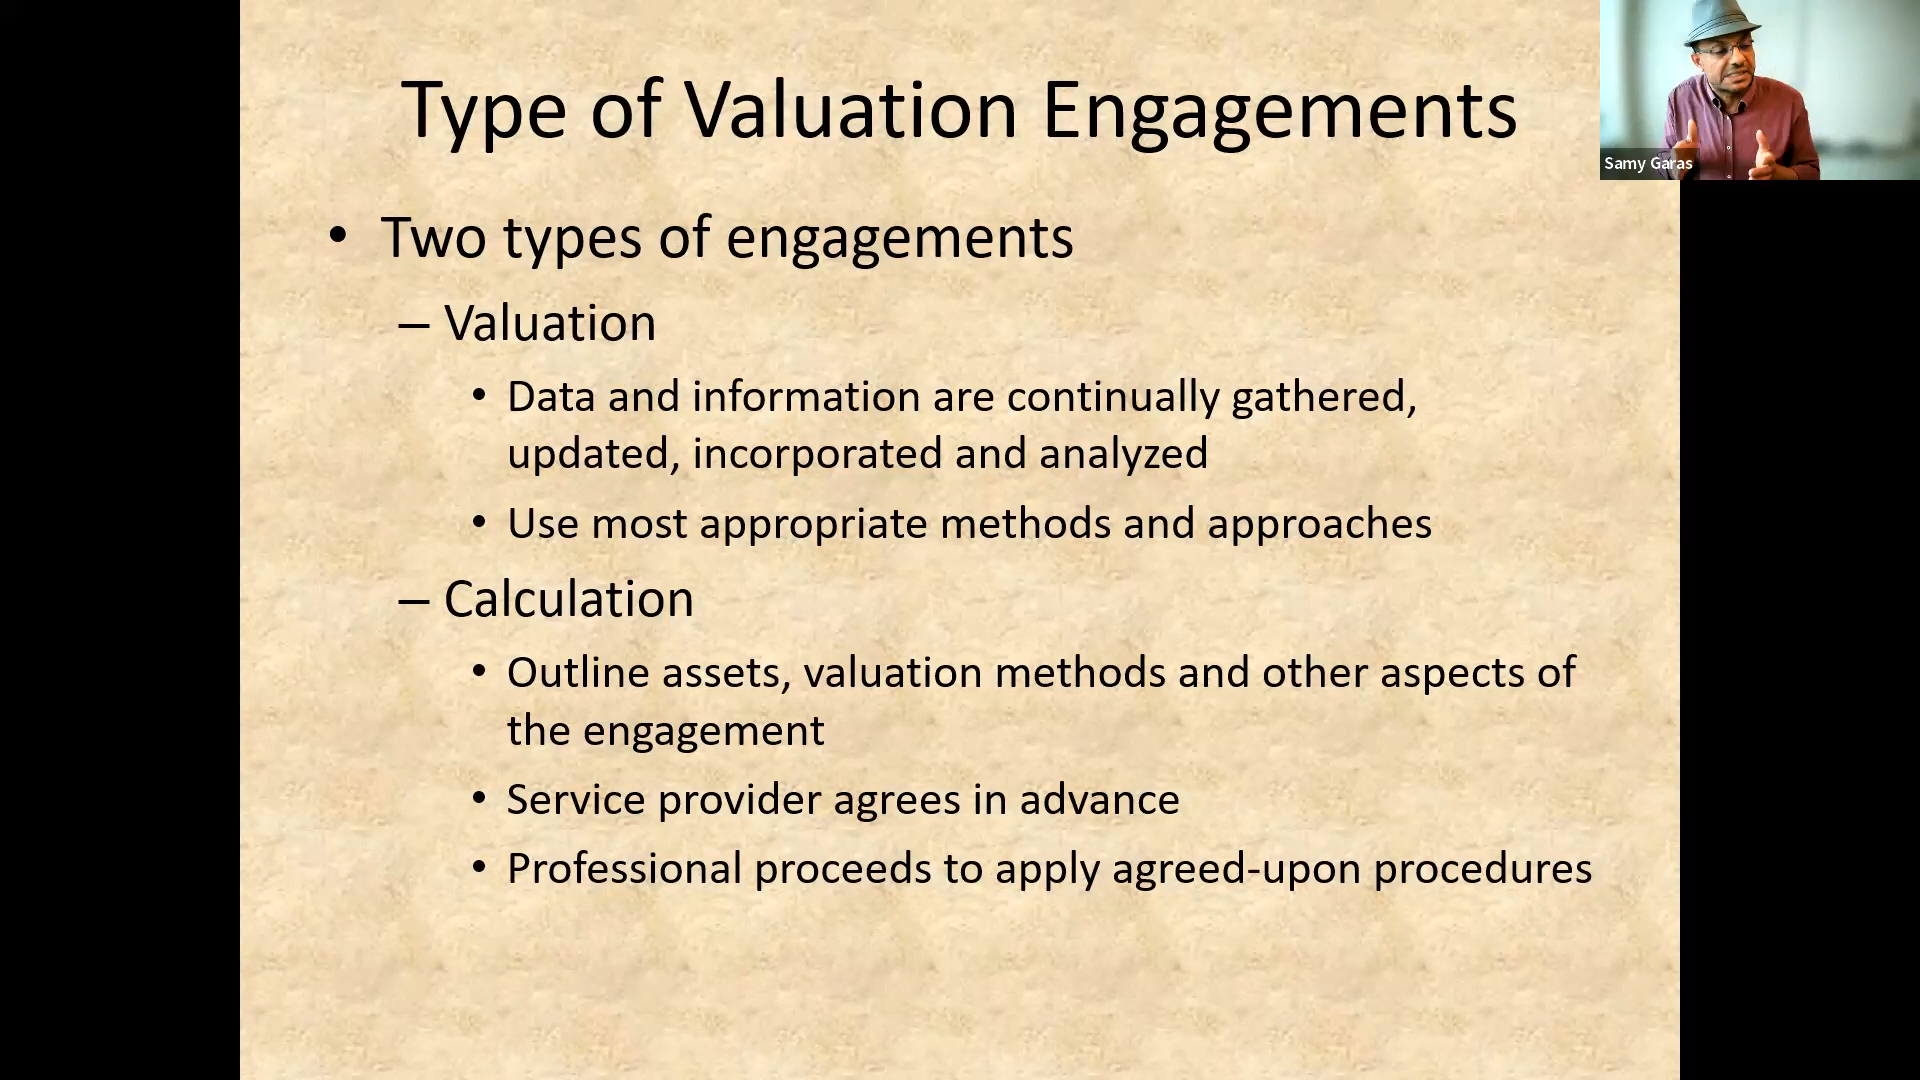 Type of Valuation Engagements
Samy Garas
• Two types of engagements
– Valuation
• Data and information are continually gathered,
updated, incorporated and analyzed
• Use most appropriate methods and approaches
– Calculation
• Outline assets, valuation methods and other aspects of
the engagement
• Service provider agrees in advance
• Professional proceeds to apply agreed-upon procedures